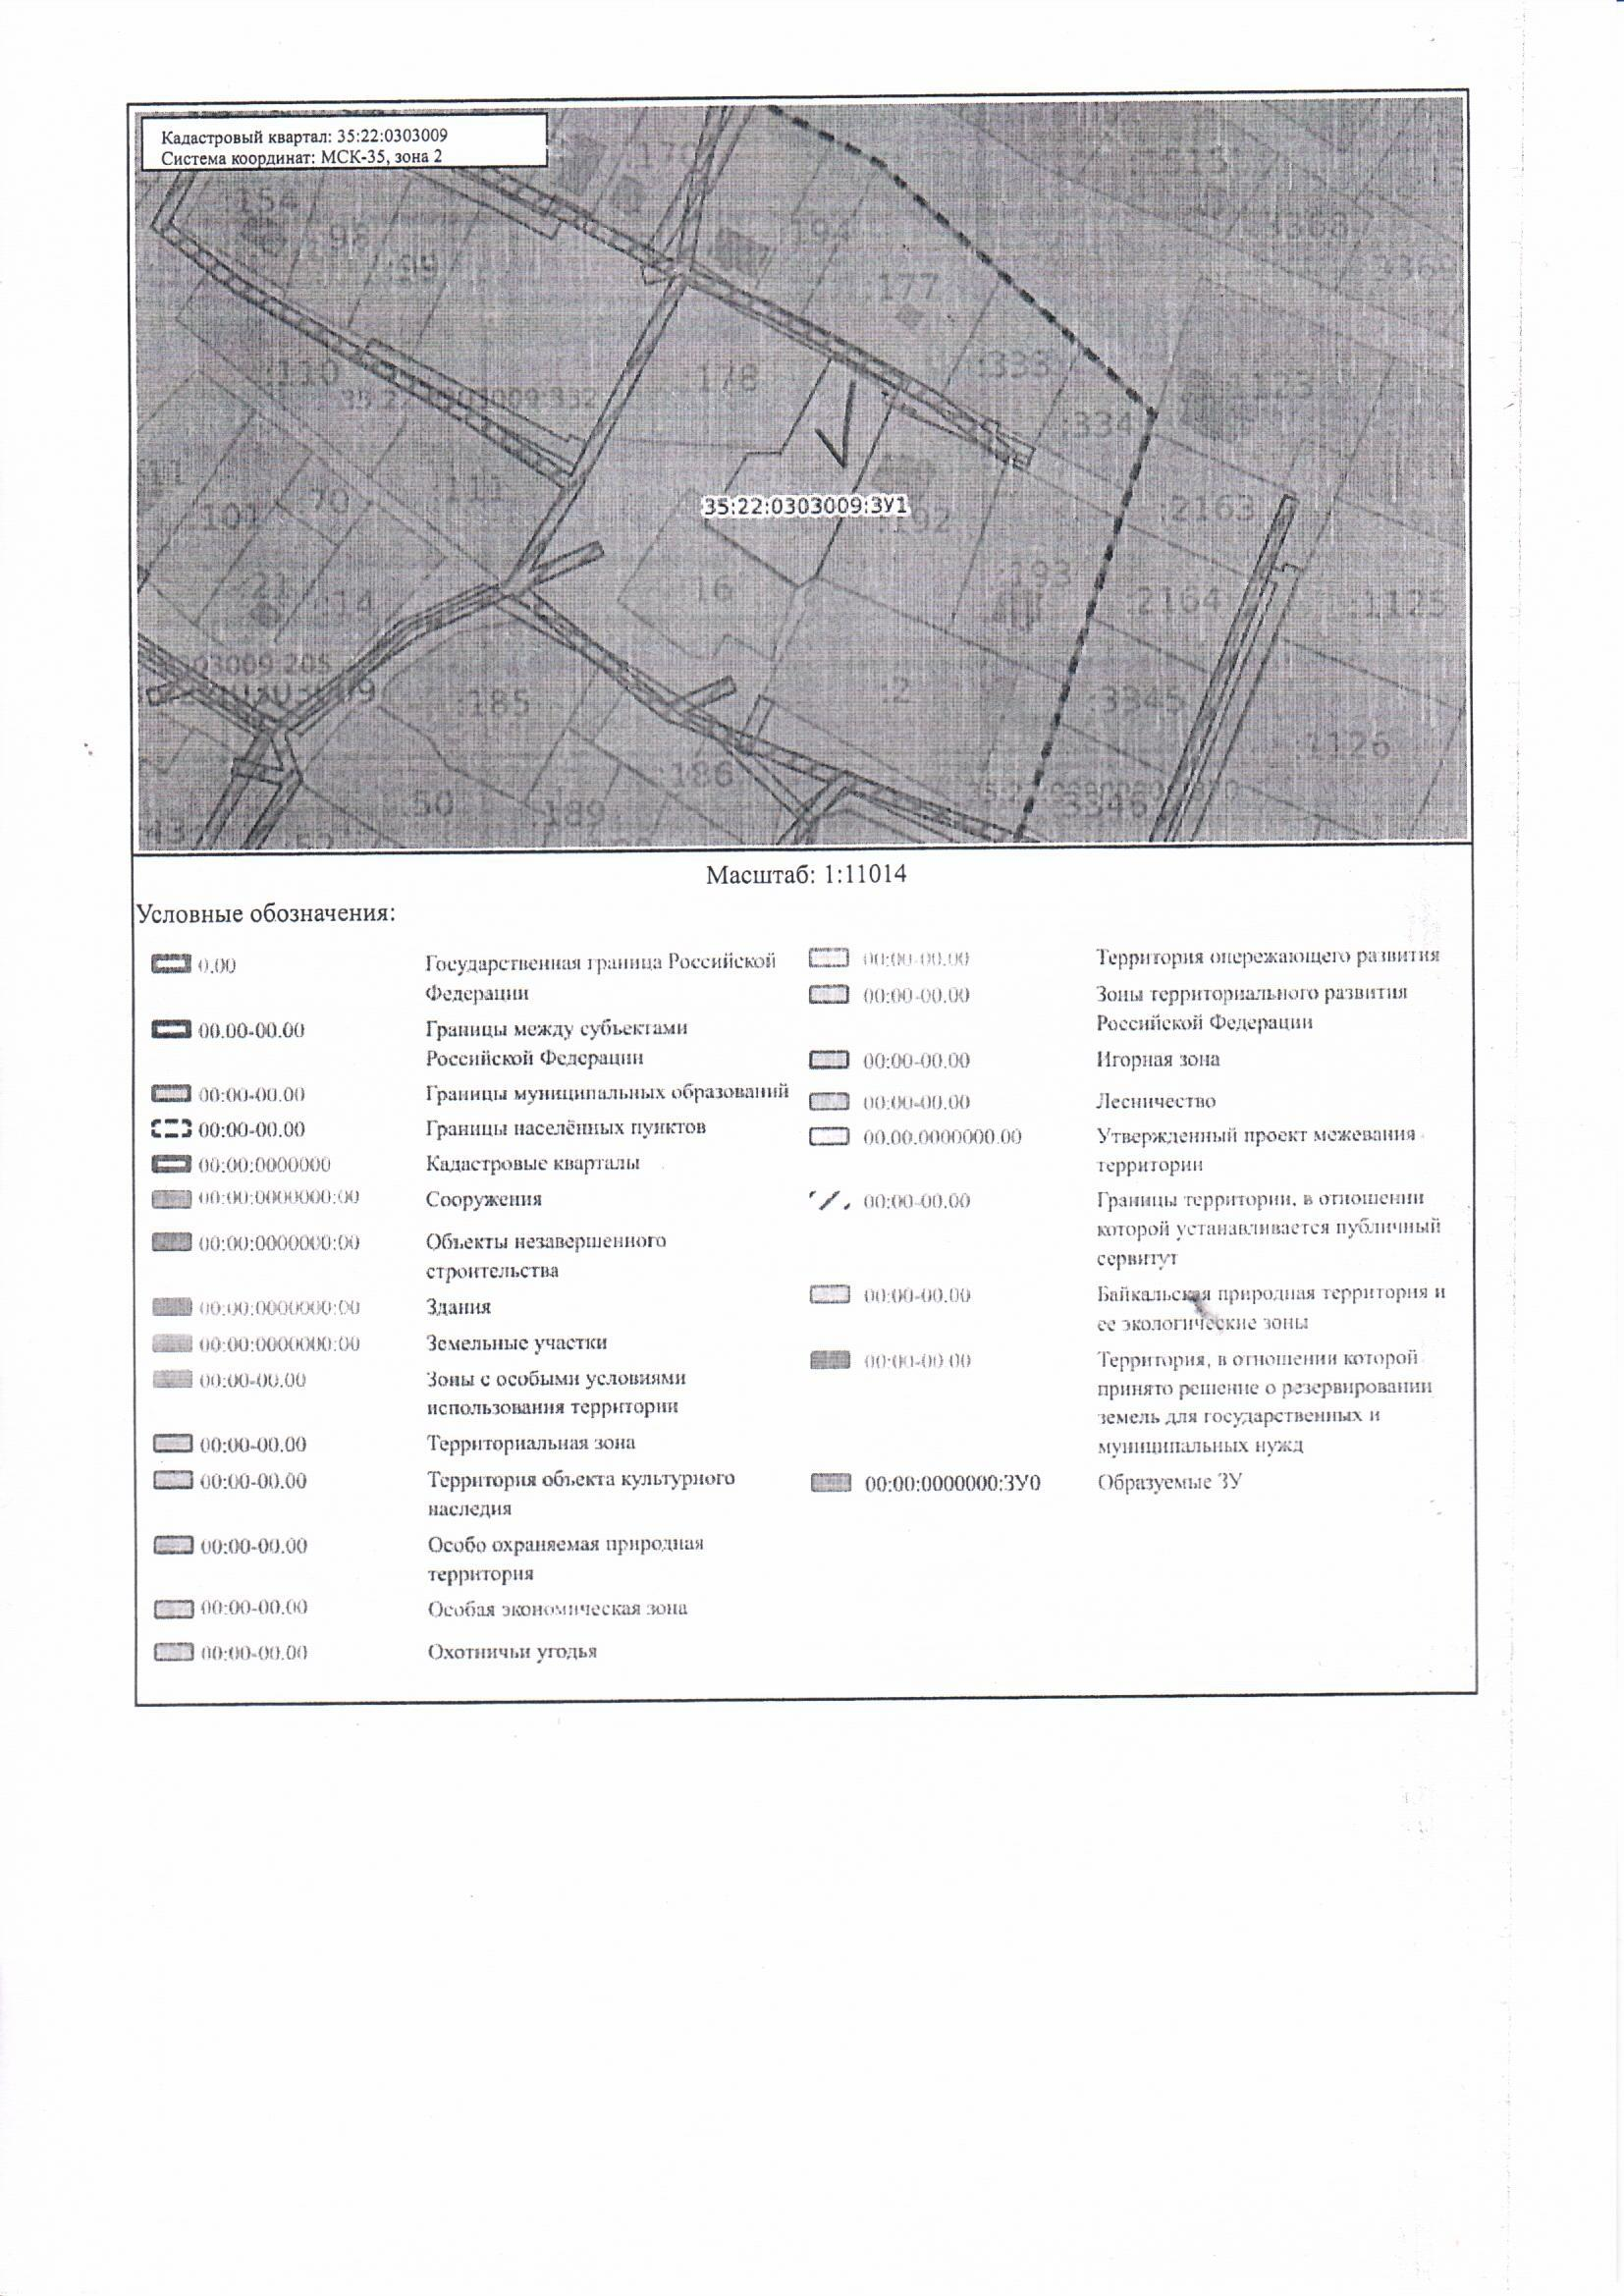 Кадастровый квартал: 35:22:0303009
Система координат: МСК-35, зона 2
:170
:1513
:154
:98
:99
:194
:4368
:3369
:177
:110
:178
:333
:1123
:334
:111
:70
:101
35:22:0303009:ЗУ1
:192
:2163
:21
:14
:16
:193
:2164
:1125
:185
:2
:3345
:1126
:186
:50
:189
:3346
Масштаб: 1:11014
Условные обозначения:
0.00 Государственная граница Российской
Федерации
00.00-00.00 Границы между субъектами
Российской Федерации
00:00-00.00 Границы муниципальных образований
00:00-00.00 Границы населённых пунктов
00:00:0000000 Кадастровые кварталы
00:00:0000000:00 Сооружения
00:00:0000000:00 Объекты незавершенного
строительства
00:00:0000000:00 Здания
00:00:0000000:00 Земельные участки
00:00-00.00 Зоны с особыми условиями
использования территории
00:00-00.00 Территориальная зона
00:00-00.00 Территория объекта культурного
наследия
00:00-00.00 Особо охраняемая природная
территория
00:00-00.00 Особая экономическая зона
00:00-00.00 Охотничьи угодья
00:00-00.00 Территория опережающего развития
00:00-00.00 Зоны территориального развития
Российской Федерации
00:00-00.00 Игорная зона
00:00-00.00 Лесничество
00.00.0000000.00 Утвержденный проект межевания
территории
00:00-00.00 Границы территории, в отношении
которой устанавливается публичный
сервитут
00:00-00.00 Байкальская природная территория и
ее экологические зоны
00:00-00.00 Территория, в отношении которой
принято решение о резервировании
земель для государственных и
муниципальных нужд
00:00:0000000:ЗУ0 Образуемые ЗУ